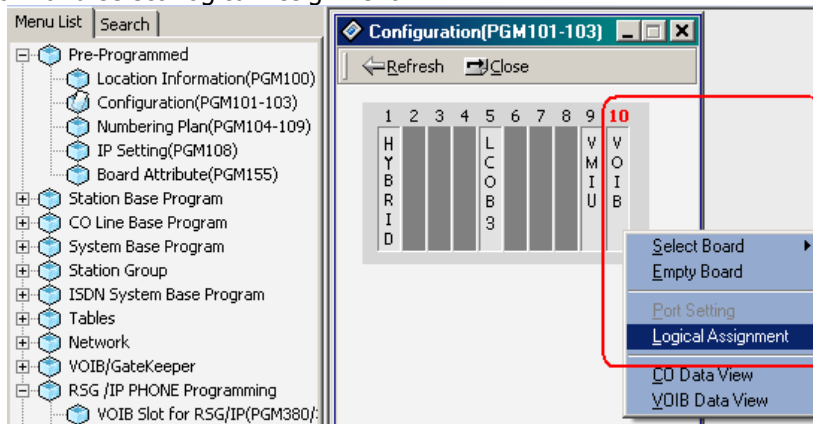 Menu List
Search
Pre-Programmed
Location Information(PGM100)
Configuration(PGM101-103)
Numbering Plan(PGM104-109)
IP Setting(PGM108)
Board Attribute(PGM155)
Station Base Program
CO Line Base Program
System Base Program
Station Group
ISDN System Base Program
Tables
Network
VOIB/GateKeeper
RSG /IP PHONE Programming
VOIB Slot for RSG/IP(PGM380/
Configuration(PGM101-103)
Refresh Close
1 2 3 4 5 6 7 8 9 10
HYBRID
LCOB3
VMIU
VOIB
Select Board
Empty Board
Port Setting
Logical Assignment
CO Data View
VOIB Data View